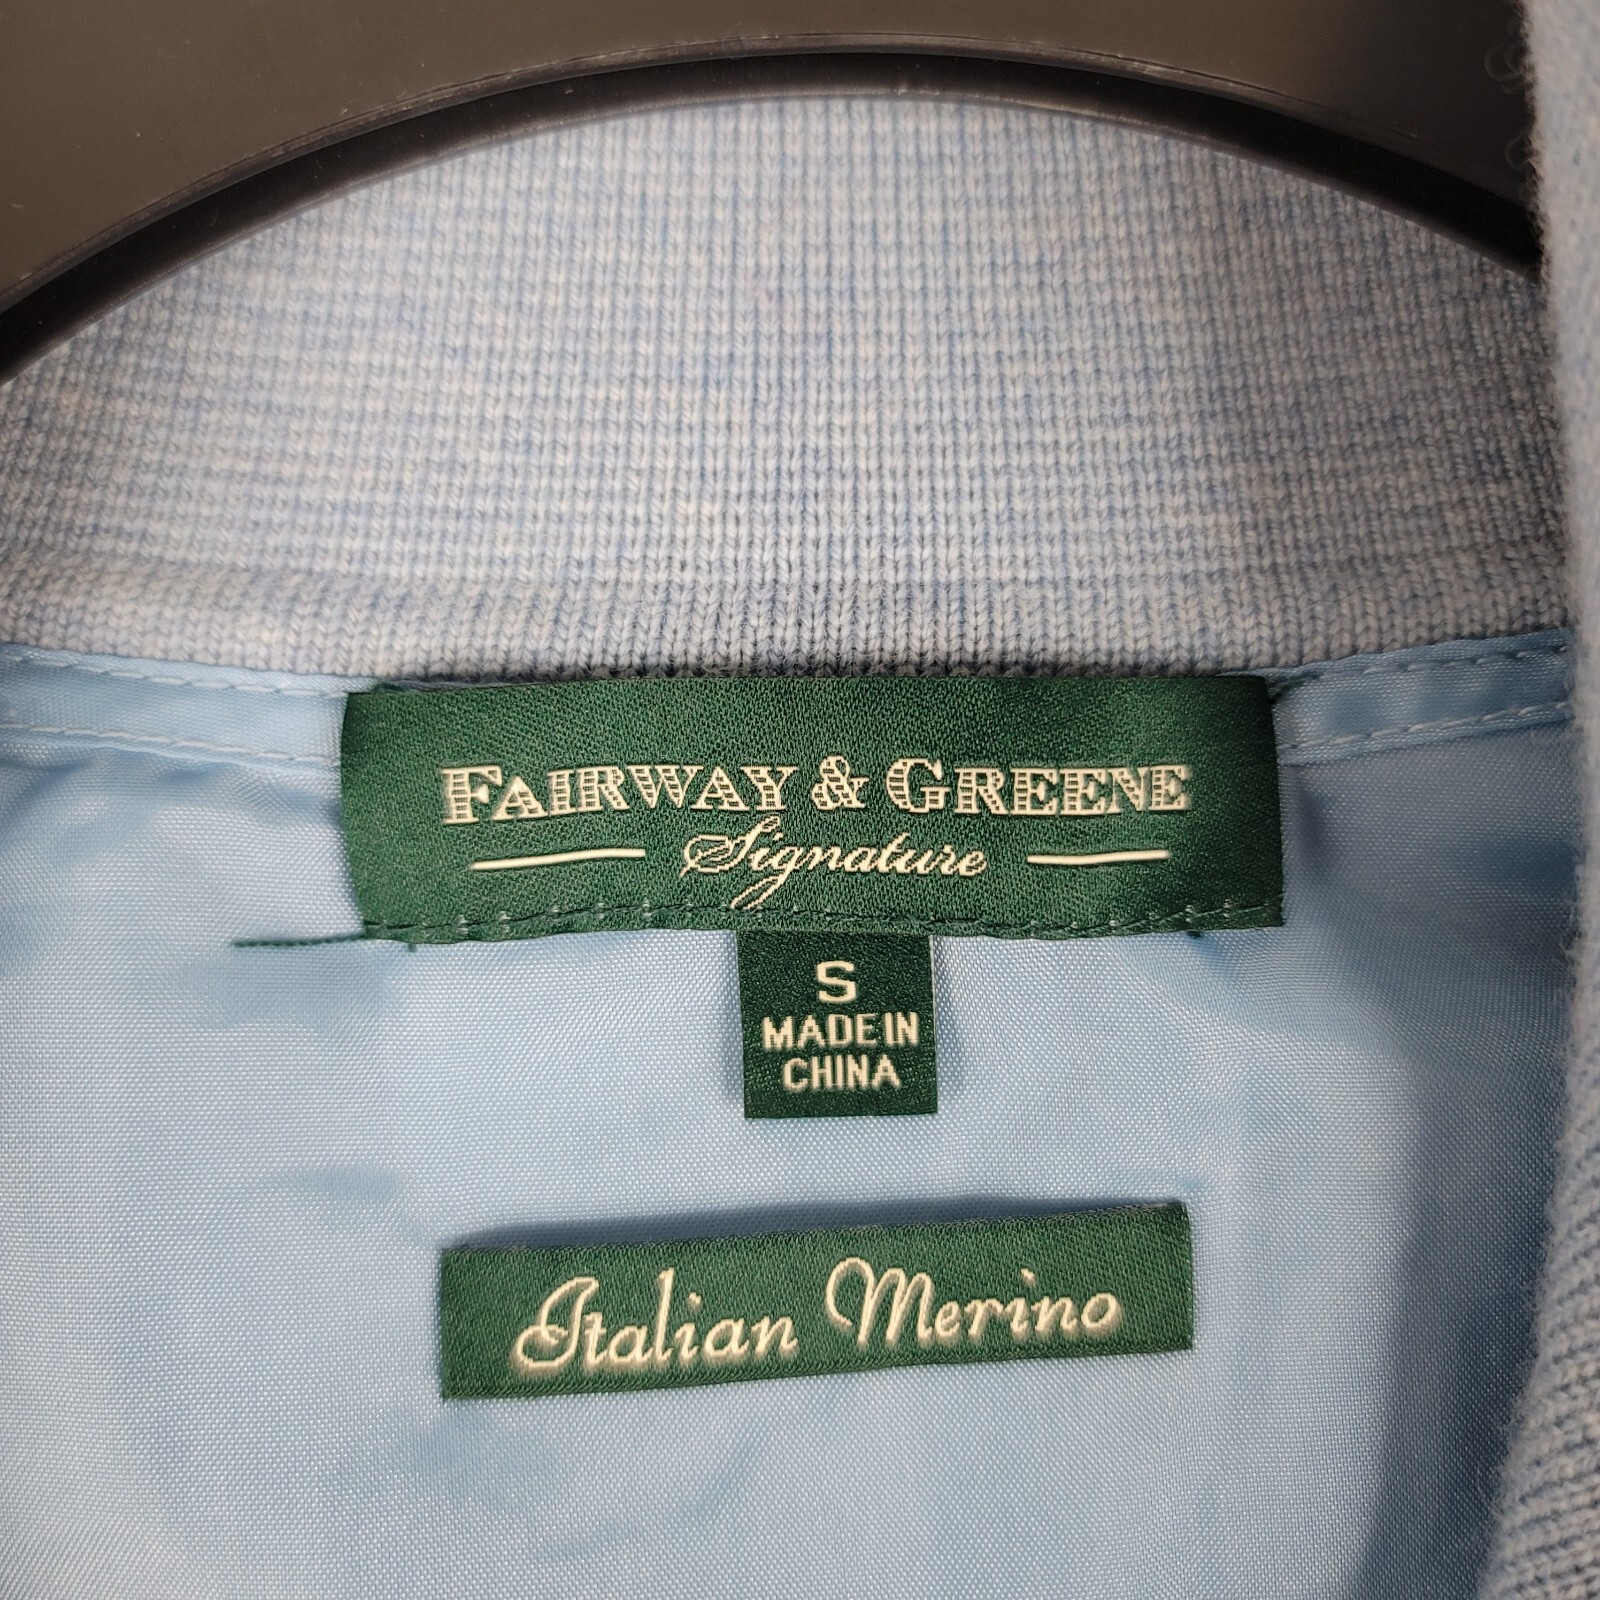 FAIRWAY & GREENE
Signature
S
MADE IN
CHINA
Italian Merino